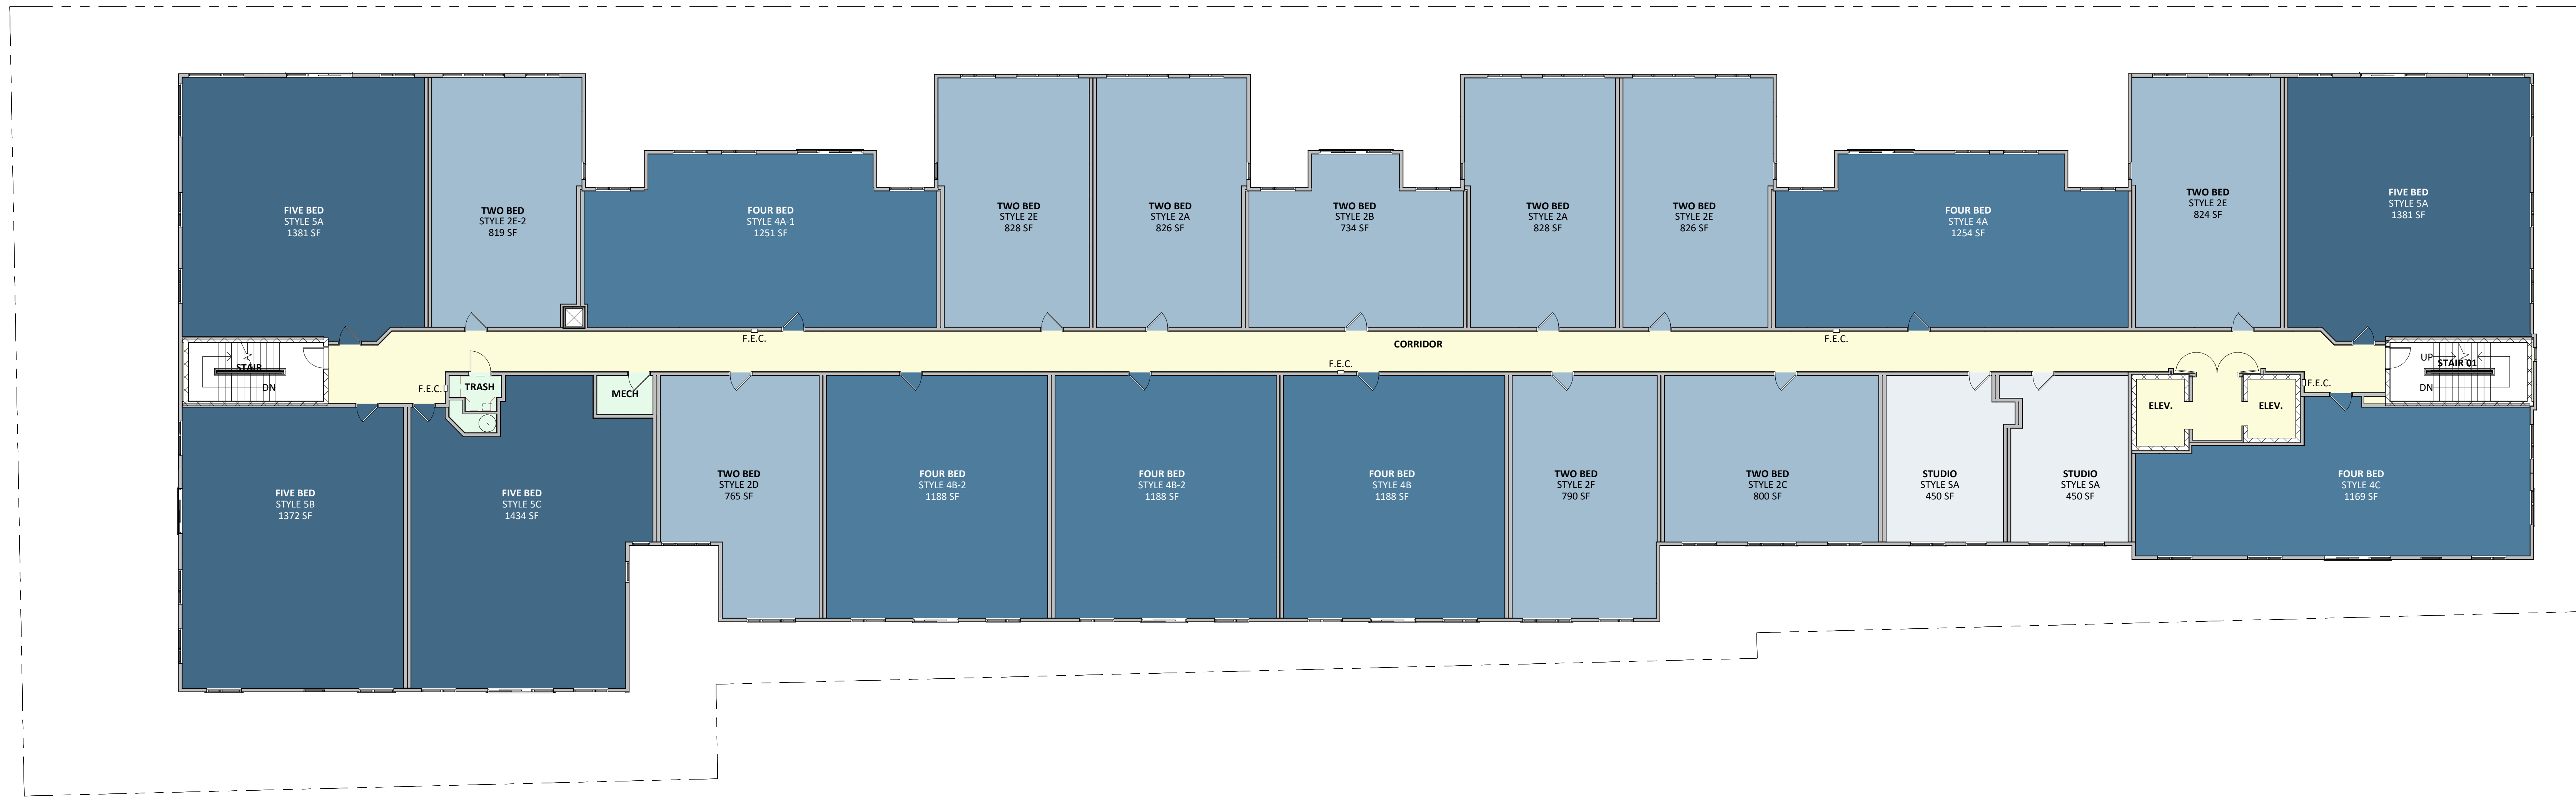 FIVE BED
STYLE 5A
1381 SF
TWO BED
STYLE 2E-2
819 SF
FOUR BED
STYLE 4A-1
1251 SF
TWO BED
STYLE 2E
828 SF
TWO BED
STYLE 2A
826 SF
TWO BED
STYLE 2B
734 SF
TWO BED
STYLE 2A
828 SF
TWO BED
STYLE 2E
826 SF
FOUR BED
STYLE 4A
1254 SF
TWO BED
STYLE 2E
824 SF
FIVE BED
STYLE 5A
1381 SF
F.E.C.
CORRIDOR
F.E.C.
F.E.C.
STAIR
DN
F.E.C.
TRASH
MECH
ELEV.
ELEV.
F.E.C.
UP
STAIR 01
DN
FIVE BED
STYLE 5B
1372 SF
FIVE BED
STYLE 5C
1434 SF
TWO BED
STYLE 2D
765 SF
FOUR BED
STYLE 4B-2
1188 SF
FOUR BED
STYLE 4B-2
1188 SF
FOUR BED
STYLE 4B
1188 SF
TWO BED
STYLE 2F
790 SF
TWO BED
STYLE 2C
800 SF
STUDIO
STYLE SA
450 SF
STUDIO
STYLE SA
450 SF
FOUR BED
STYLE 4C
1169 SF